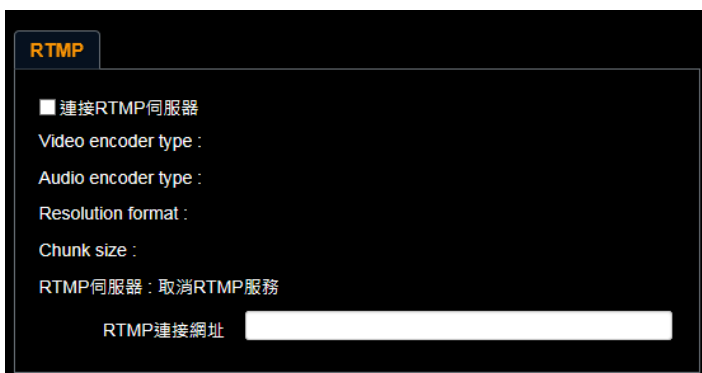 RTMP
連接RTMP伺服器
Video encoder type :
Audio encoder type :
Resolution format :
Chunk size :
RTMP伺服器 : 取消RTMP服務
RTMP連接網址